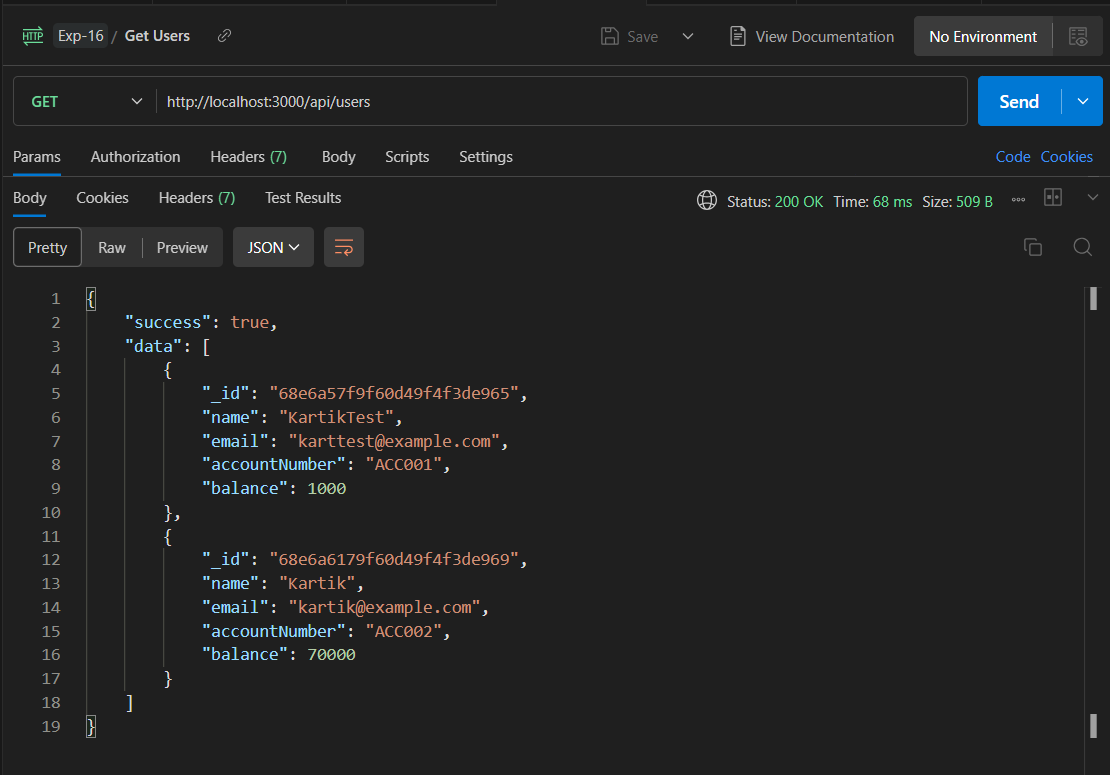 HTTP Exp-16 / Get Users Save View Documentation No Environment
GET http://localhost:3000/api/users Send
Params Authorization Headers (7) Body Scripts Settings Code Cookies
Body Cookies Headers (7) Test Results Status: 200 OK Time: 68 ms Size: 509 B
Pretty Raw Preview JSON
1 {
2 "success": true,
3 "data": [
4 {
5 "_id": "68e6a57f9f60d49f4f3de965",
6 "name": "KartikTest",
7 "email": "karttest@example.com",
8 "accountNumber": "ACC001",
9 "balance": 1000
10 },
11 {
12 "_id": "68e6a6179f60d49f4f3de969",
13 "name": "Kartik",
14 "email": "kartik@example.com",
15 "accountNumber": "ACC002",
16 "balance": 70000
17 }
18 ]
19 }